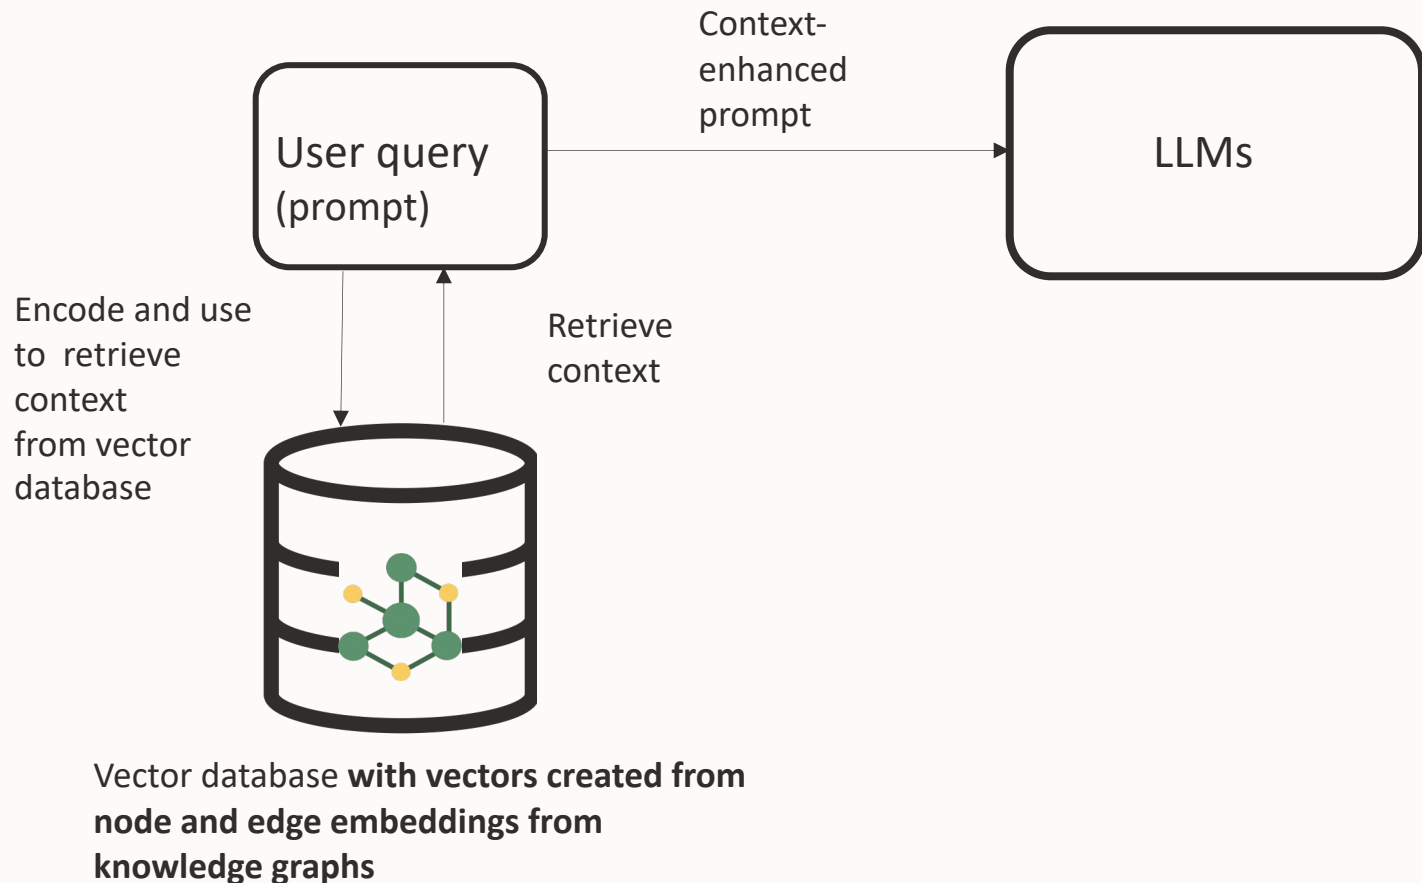 Context-
enhanced
prompt
User query
(prompt)
LLMs
Encode and use
to  retrieve
context
from vector
database
Retrieve
context
Vector database with vectors created from
node and edge embeddings from
knowledge graphs